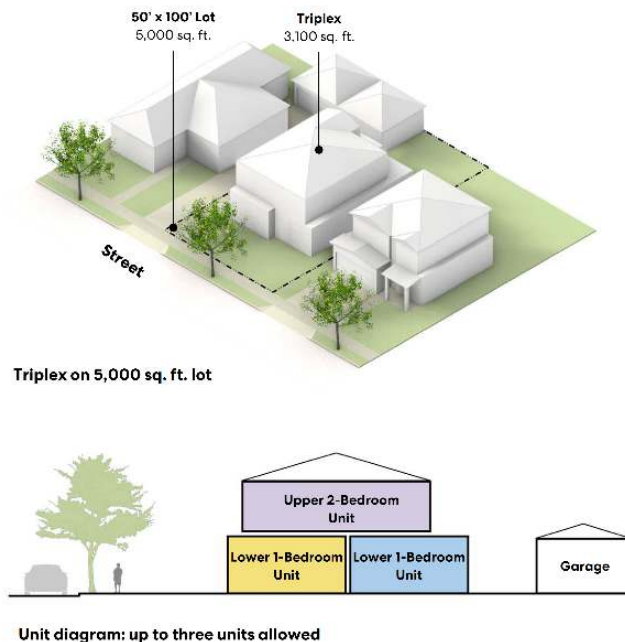 50' x 100' Lot
5,000 sq. ft.
Triplex
3,100 sq. ft.
Street
Triplex on 5,000 sq. ft. lot
Upper 2-Bedroom
Unit
Lower 1-Bedroom
Unit
Lower 1-Bedroom
Unit
Garage
Unit diagram: up to three units allowed